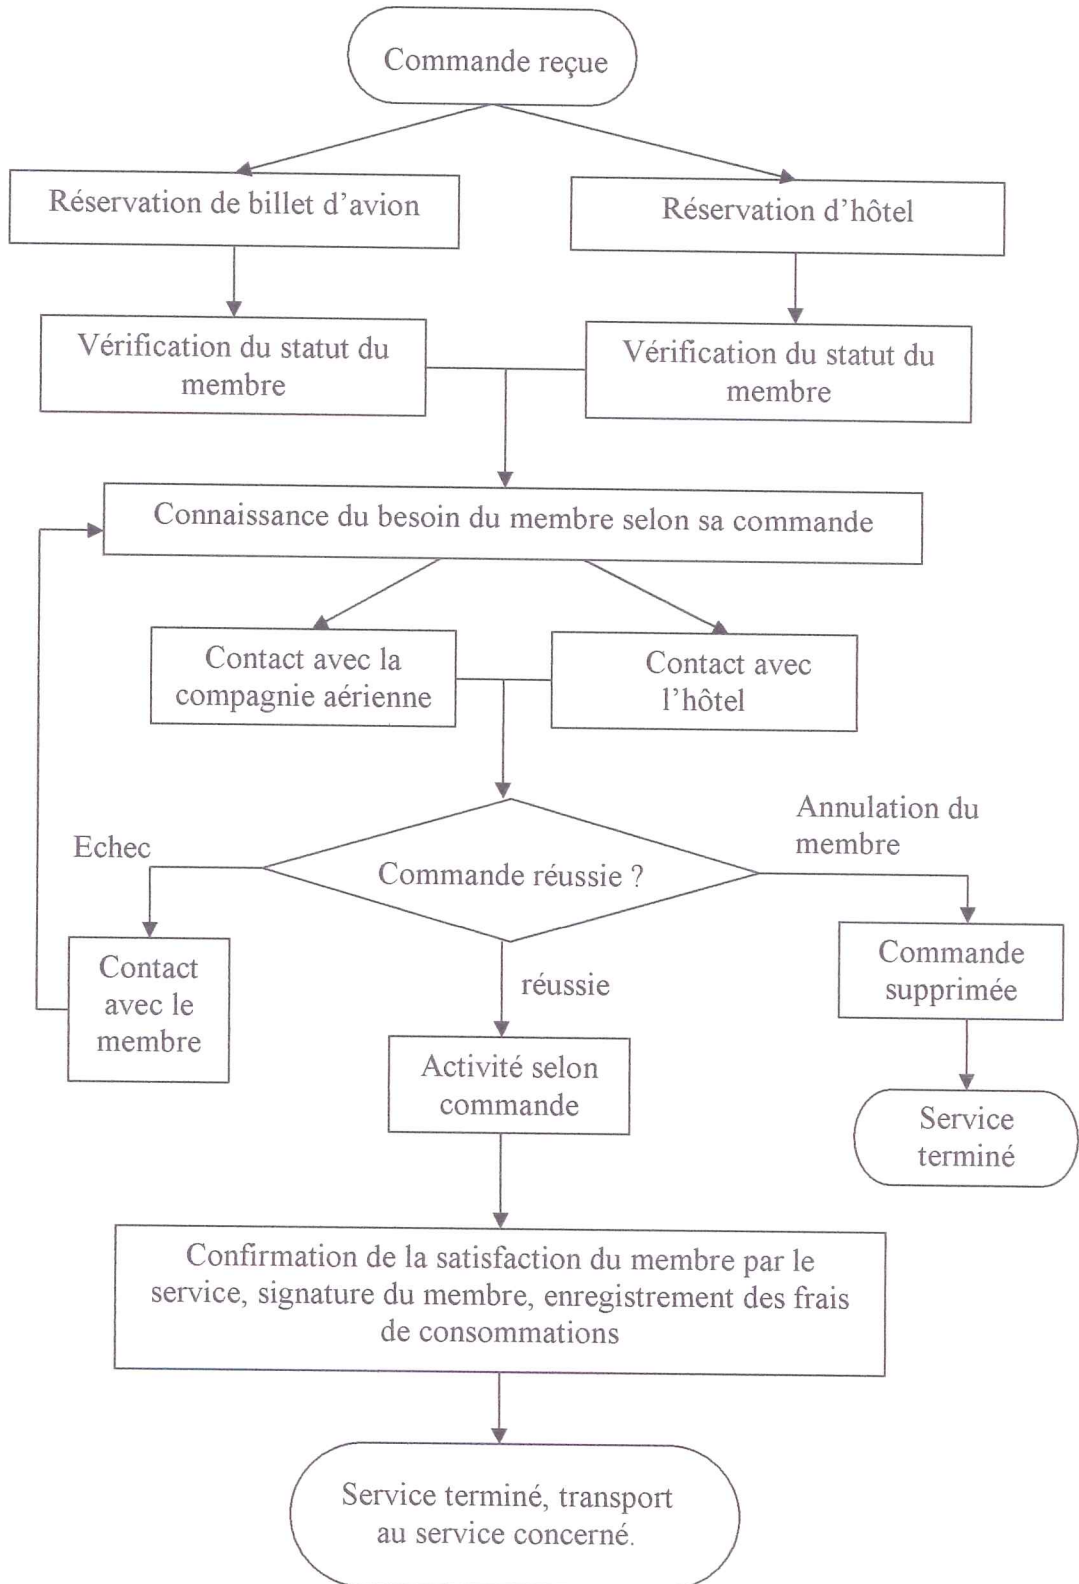 Commande reçue
Réservation de billet d'avion
Réservation d'hôtel
Vérification du statut du
membre
Vérification du statut du
membre
Connaissance du besoin du membre selon sa commande
Contact avec la
compagnie aérienne
Contact avec
l'hôtel
Annulation du
membre
Echec
Commande réussie ?
Contact
avec le
membre
réussie
Commande
supprimée
Activité selon
commande
Service
terminé
Confirmation de la satisfaction du membre par le
service, signature du membre, enregistrement des frais
de consommations
Service terminé, transport
au service concerné.